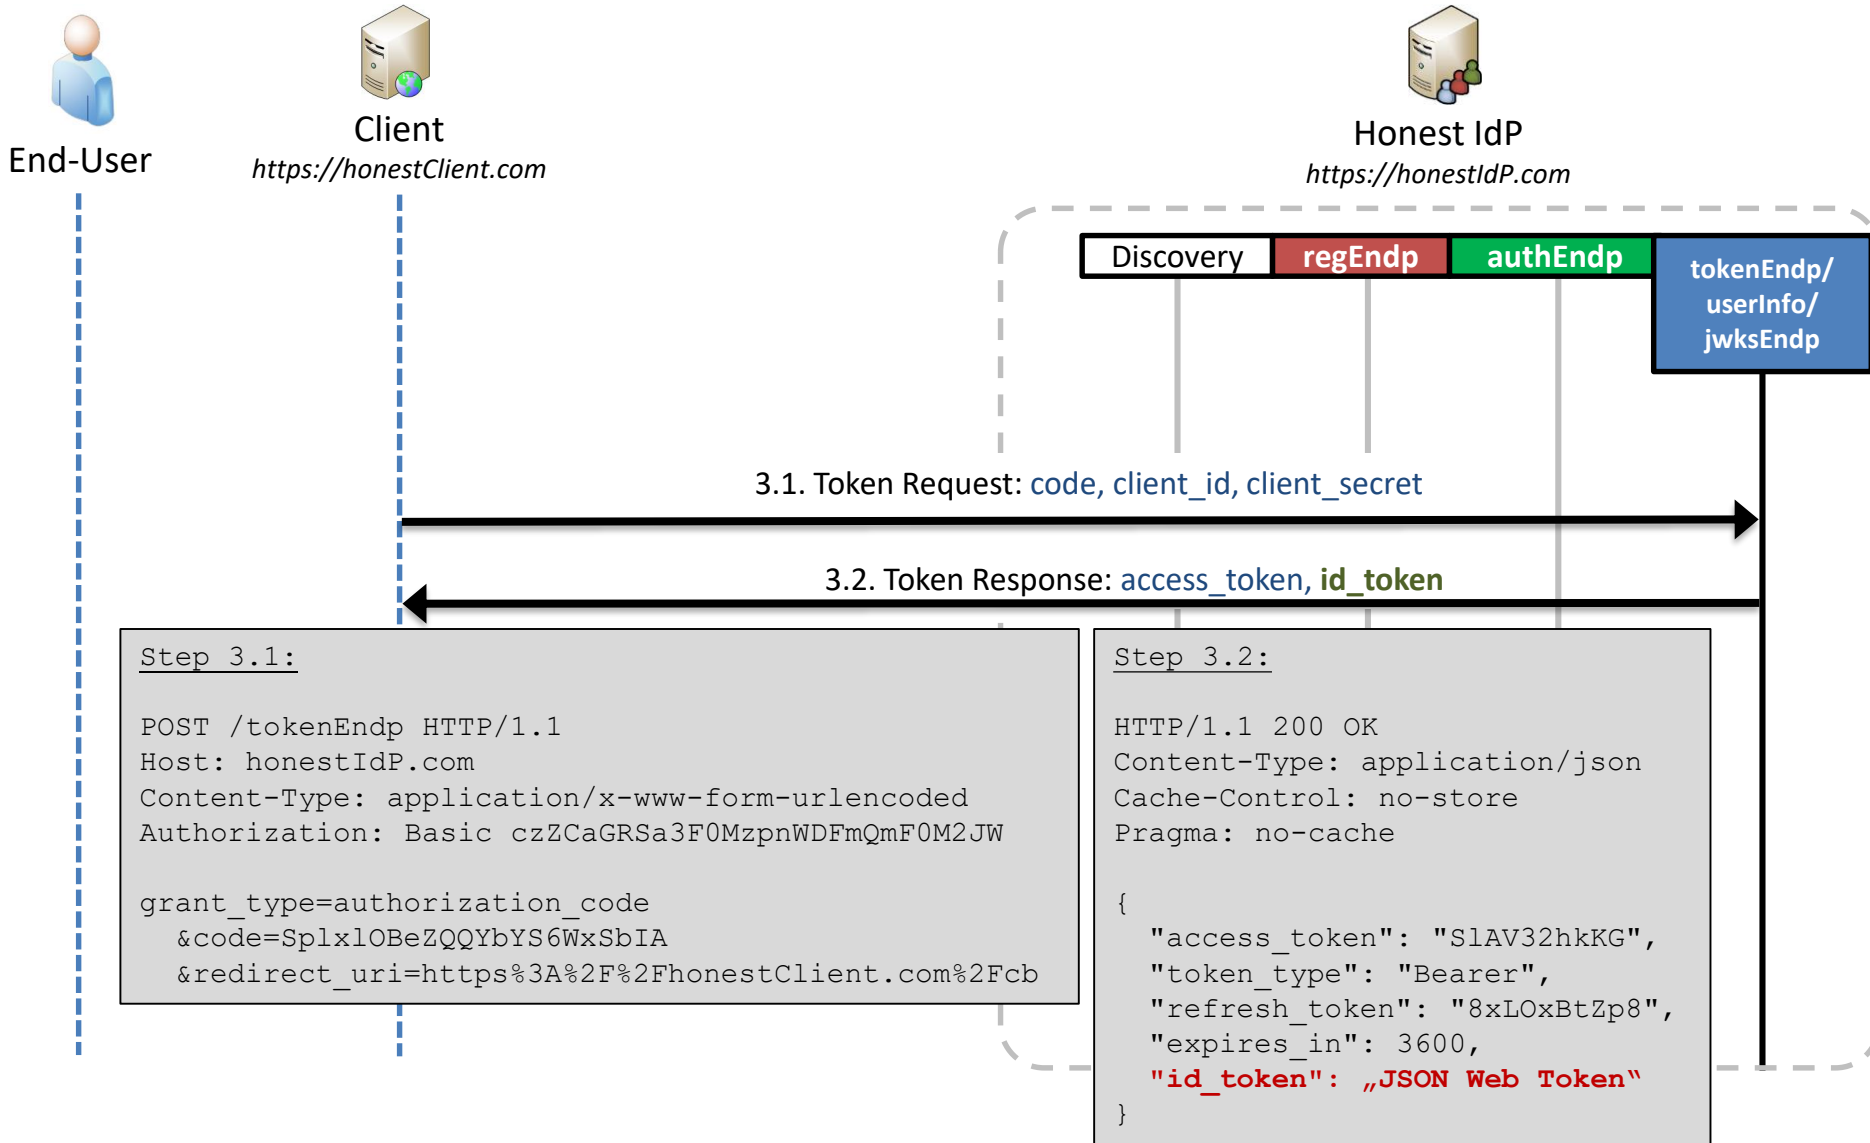 End-User
Client
https://honestClient.com
Honest IdP
https://honestIdP.com
Discovery
regEndp
authEndp
tokenEndp/
userInfo/
jwksEndp
3.1. Token Request: code, client_id, client_secret
3.2. Token Response: access_token, id_token
Step 3.1:
POST /tokenEndp HTTP/1.1
Host: honestIdP.com
Content-Type: application/x-www-form-urlencoded
Authorization: Basic czZCaGRSa3F0MzpnWDFmQmF0M2JW
grant_type=authorization_code
&code=SplxlOBeZQQYbYS6WxSbIA
&redirect_uri=https%3A%2F%2FhonestClient.com%2Fcb
Step 3.2:
HTTP/1.1 200 OK
Content-Type: application/json
Cache-Control: no-store
Pragma: no-cache
{
"access_token": "SlAV32hkKG",
"token_type": "Bearer",
"refresh_token": "8xLOxBtZp8",
"expires_in": 3600,
"id_token": „JSON Web Token“
}